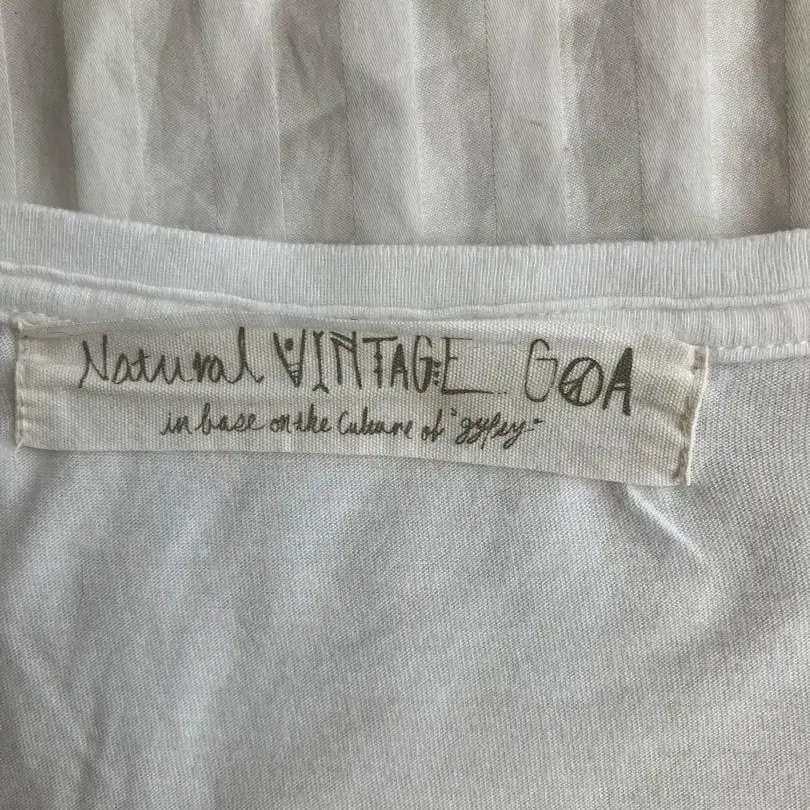 Natural VINTAGE GOA
in base on the Culture of "gypsy"